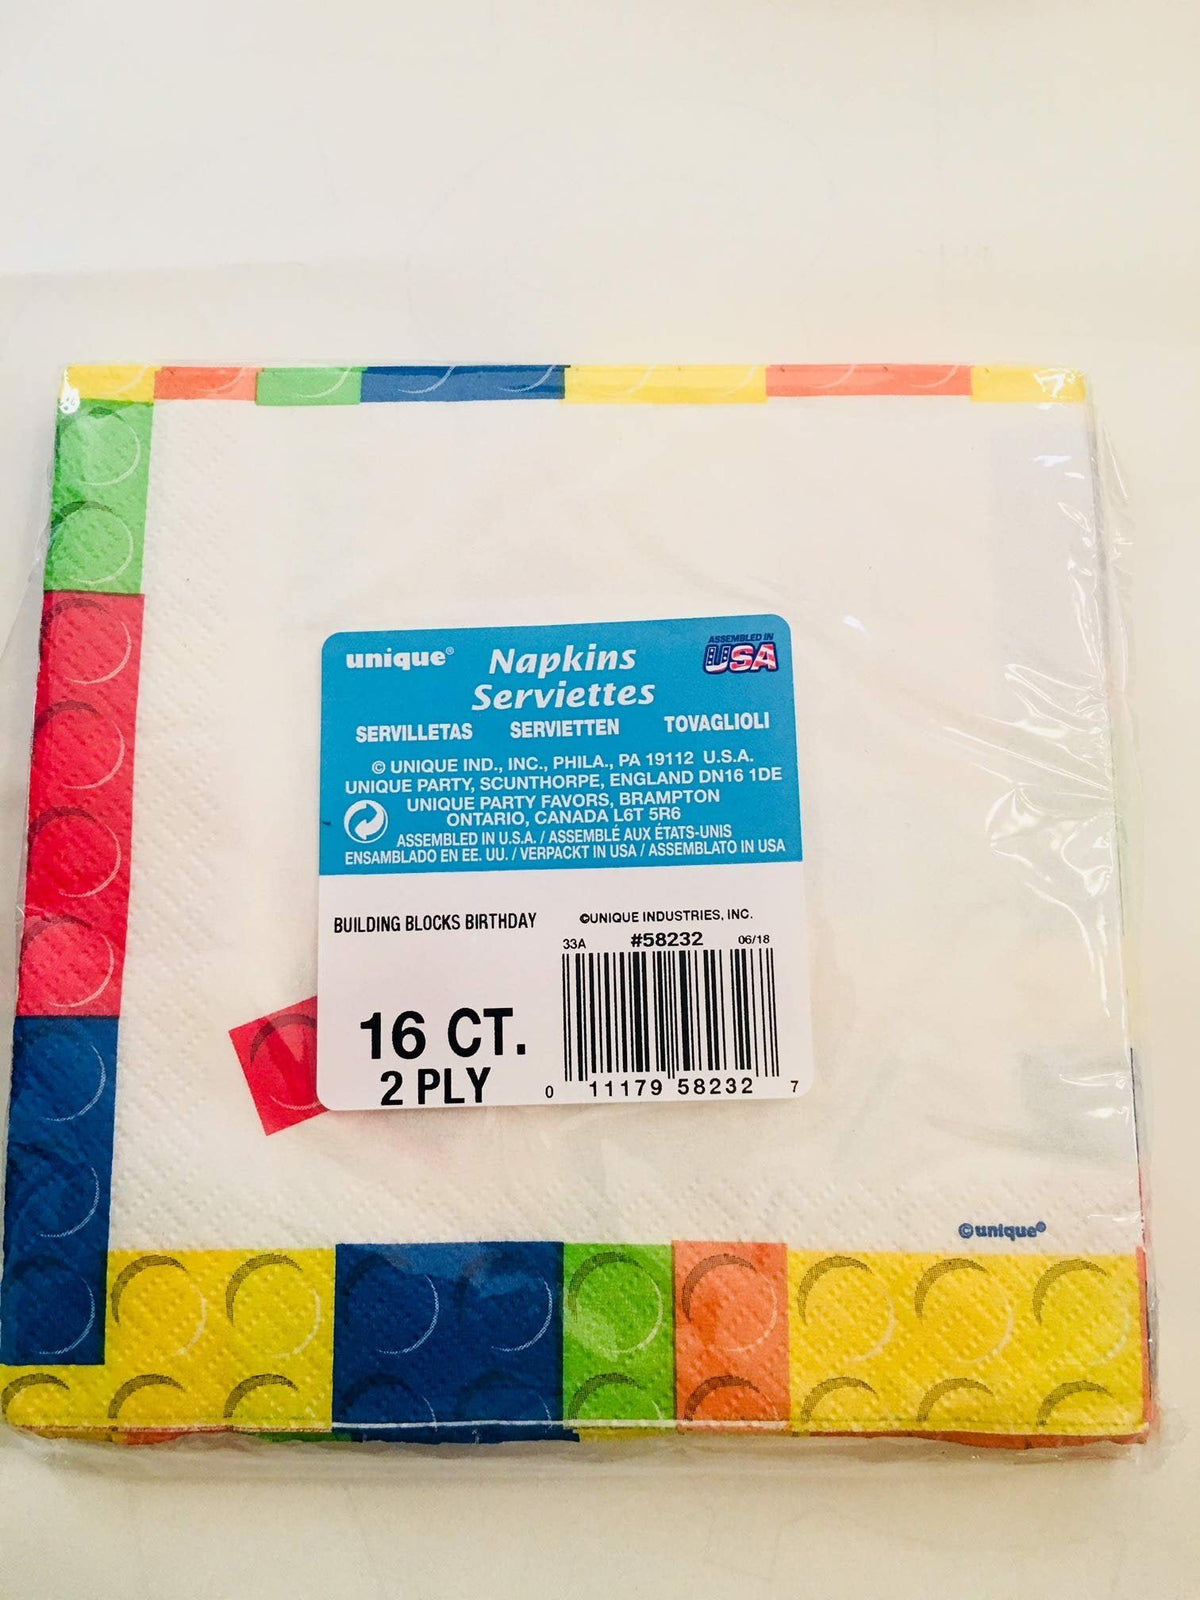 unique® Napkins ASSEMBLED IN USA
Serviettes
SERVILLETAS SERVIETTEN TOVAGLIOLI
© UNIQUE IND., INC., PHILA., PA 19112 U.S.A.
UNIQUE PARTY, SCUNTHORPE, ENGLAND DN16 1DE
UNIQUE PARTY FAVORS, BRAMPTON
ONTARIO, CANADA L6T 5R6
ASSEMBLED IN U.S.A. / ASSEMBLÉ AUX ÉTATS-UNIS
ENSAMBLADO EN EE. UU. / VERPACKT IN USA / ASSEMBLATO IN USA
BUILDING BLOCKS BIRTHDAY
©UNIQUE INDUSTRIES, INC.
33A #58232 06/18
16 CT.
2 PLY
0 11179 58232 7
©unique®